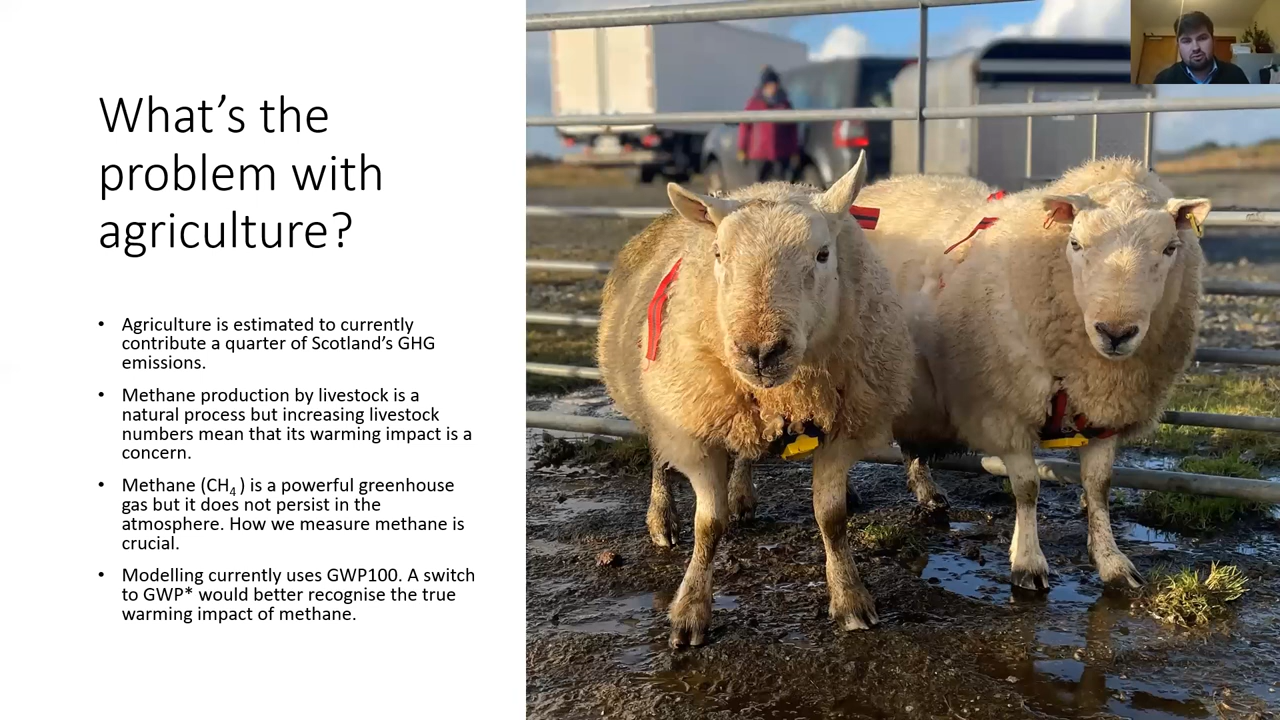 What's the
problem with
agriculture?
• Agriculture is estimated to currently
contribute a quarter of Scotland's GHG
emissions.
• Methane production by livestock is a
natural process but increasing livestock
numbers mean that its warming impact is a
concern.
• Methane (CH₄ ) is a powerful greenhouse
gas but it does not persist in the
atmosphere. How we measure methane is
crucial.
• Modelling currently uses GWP100. A switch
to GWP* would better recognise the true
warming impact of methane.